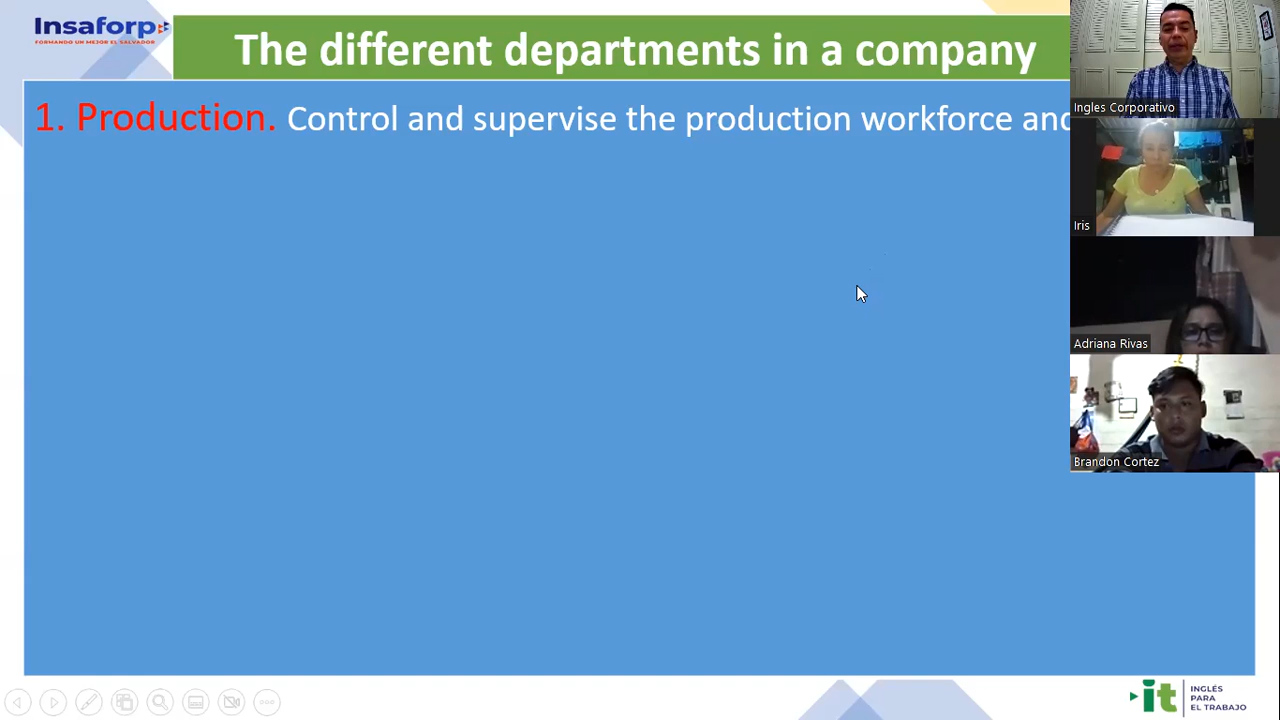 Insaforp
FORMANDO UN MEJOR EL SALVADOR
The different departments in a company
1. Production. Control and supervise the production workforce and
Ingles Corporativo
Iris
Adriana Rivas
Brandon Cortez
it
INGLÉS
PARA
EL TRABAJO